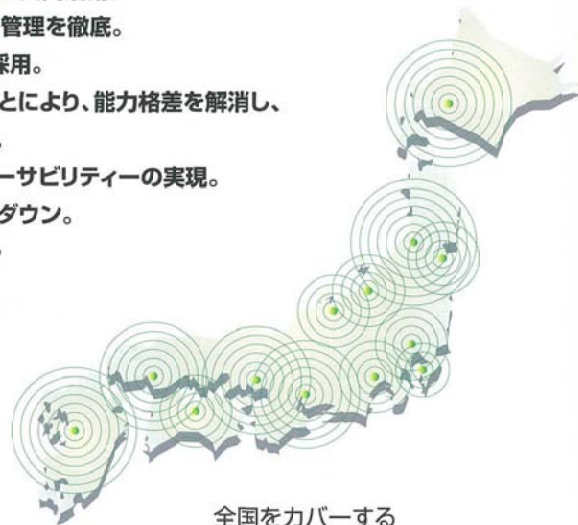 管理を徹底。
採用。
とにより、能力格差を解消し、
ーサビリティーの実現。
ダウン。
全国をカバーする